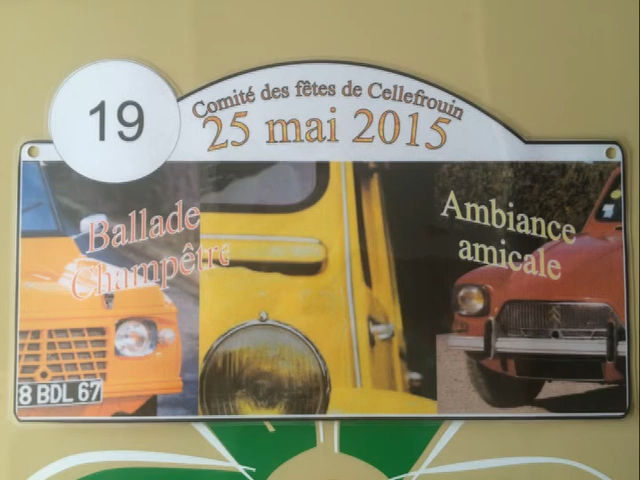 19
Comité des fêtes de Cellefrouin
25 mai 2015
Ballade
Champêtre
Ambiance
amicale
8 BDL 67